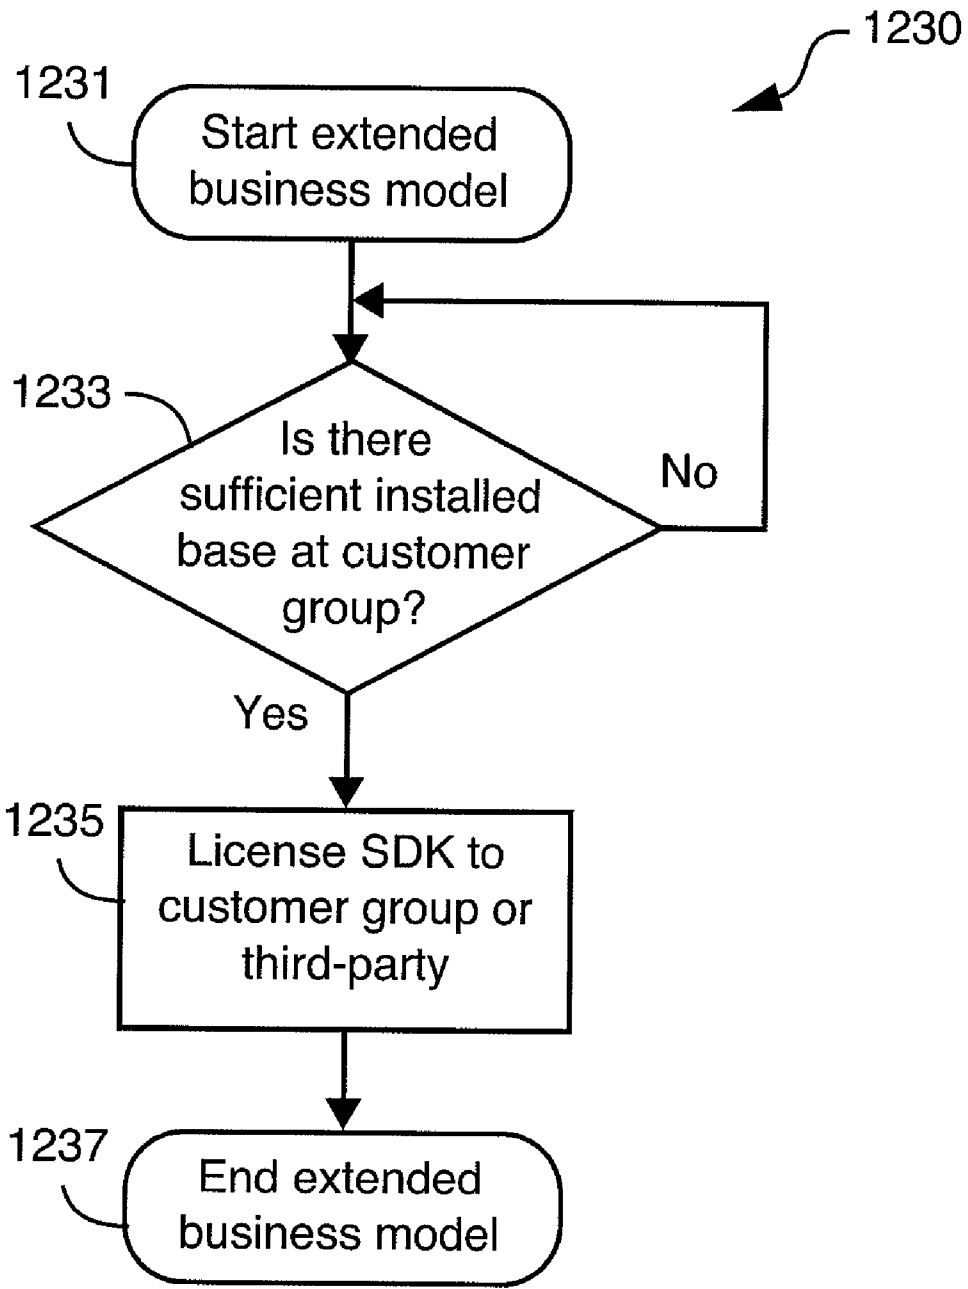 1230
1231
Start extended
business model
1233
Is there
sufficient installed
base at customer
group?
No
Yes
1235
License SDK to
customer group or
third-party
1237
End extended
business model